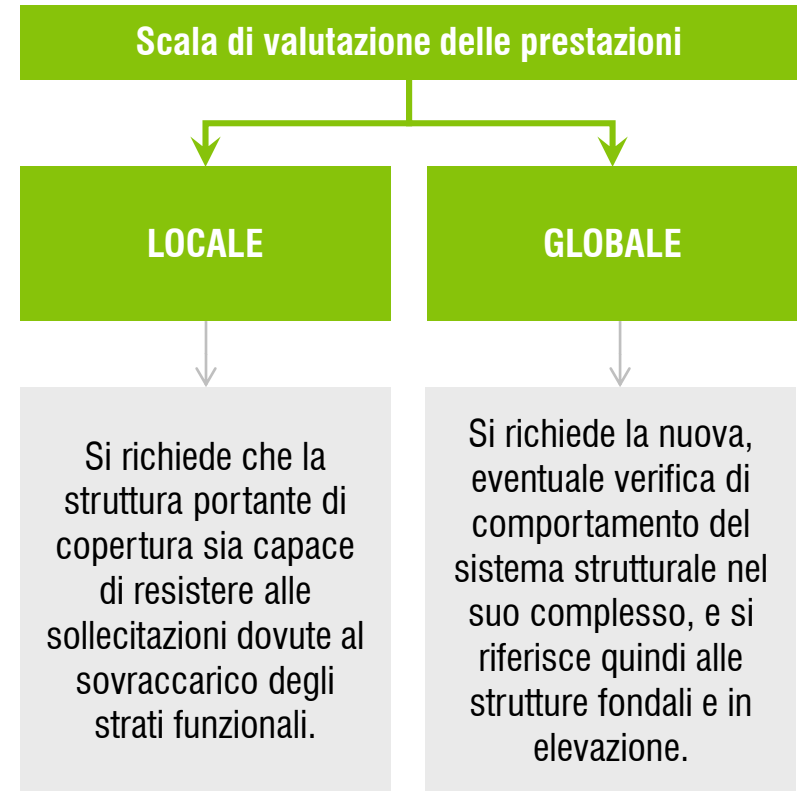 Scala di valutazione delle prestazioni
LOCALE
GLOBALE
Si richiede che la
struttura portante di
copertura sia capace
di resistere alle
sollecitazioni dovute al
sovraccarico degli
strati funzionali.
Si richiede la nuova,
eventuale verifica di
comportamento del
sistema strutturale nel
suo complesso, e si
riferisce quindi alle
strutture fondali e in
elevazione.